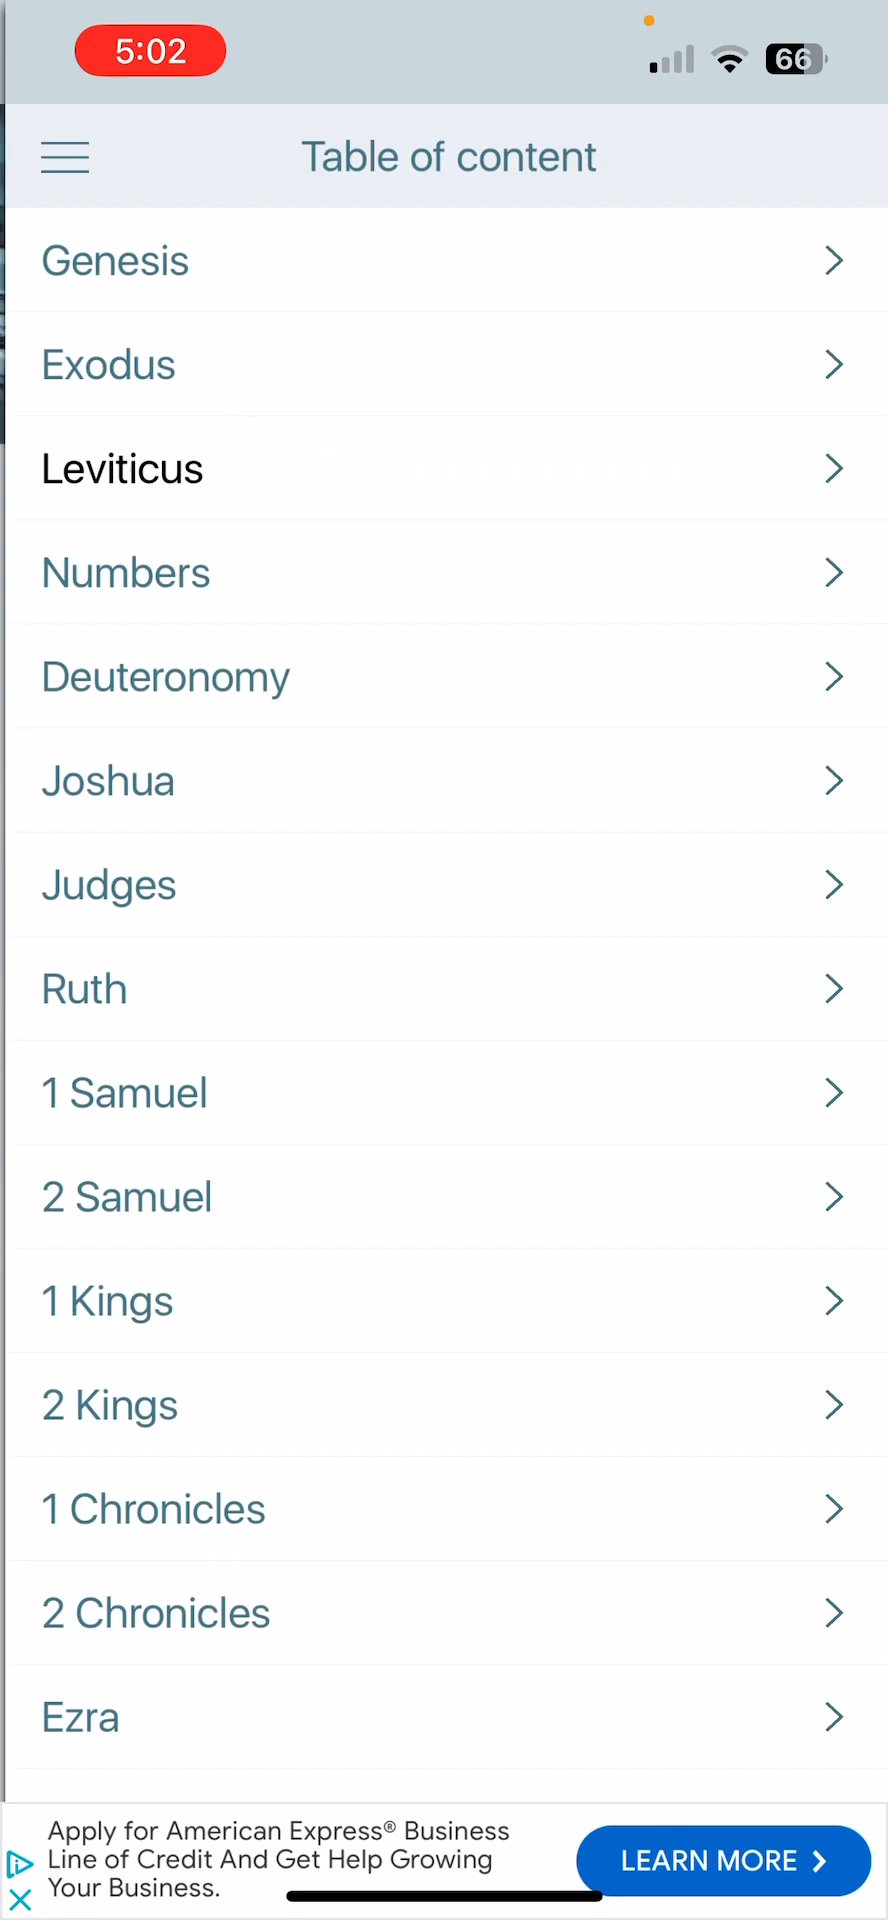 5:02
66
Table of content
Genesis
Exodus
Leviticus
Numbers
Deuteronomy
Joshua
Judges
Ruth
1 Samuel
2 Samuel
1 Kings
2 Kings
1 Chronicles
2 Chronicles
Ezra
Apply for American Express® Business
Line of Credit And Get Help Growing
Your Business.
LEARN MORE